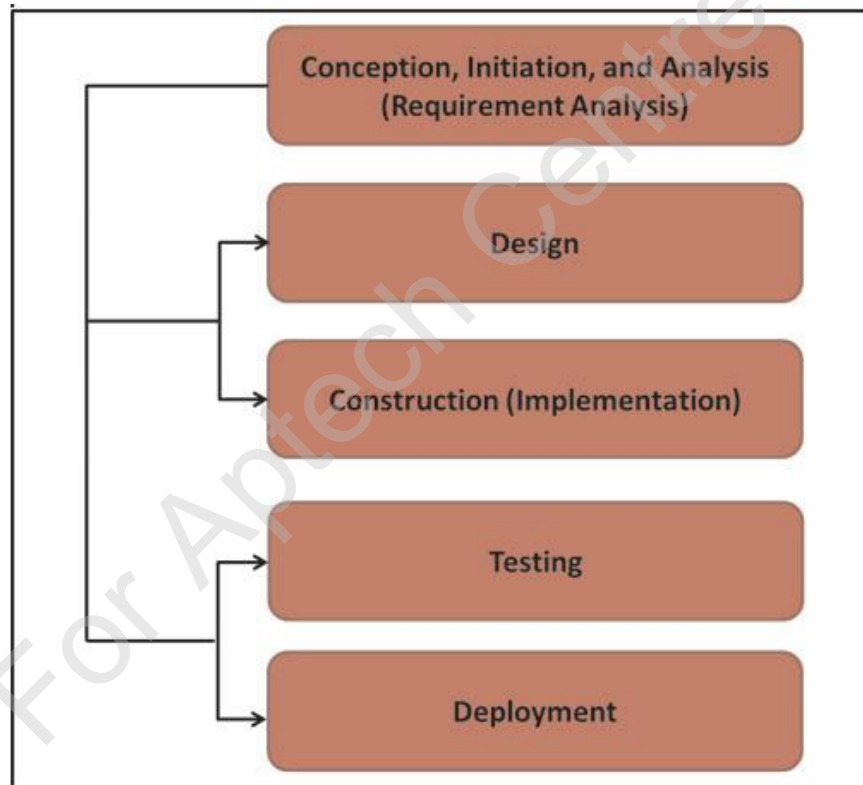 Conception, Initiation, and Analysis
(Requirement Analysis)
Design
Construction (Implementation)
Testing
Deployment
For Aptech Centre